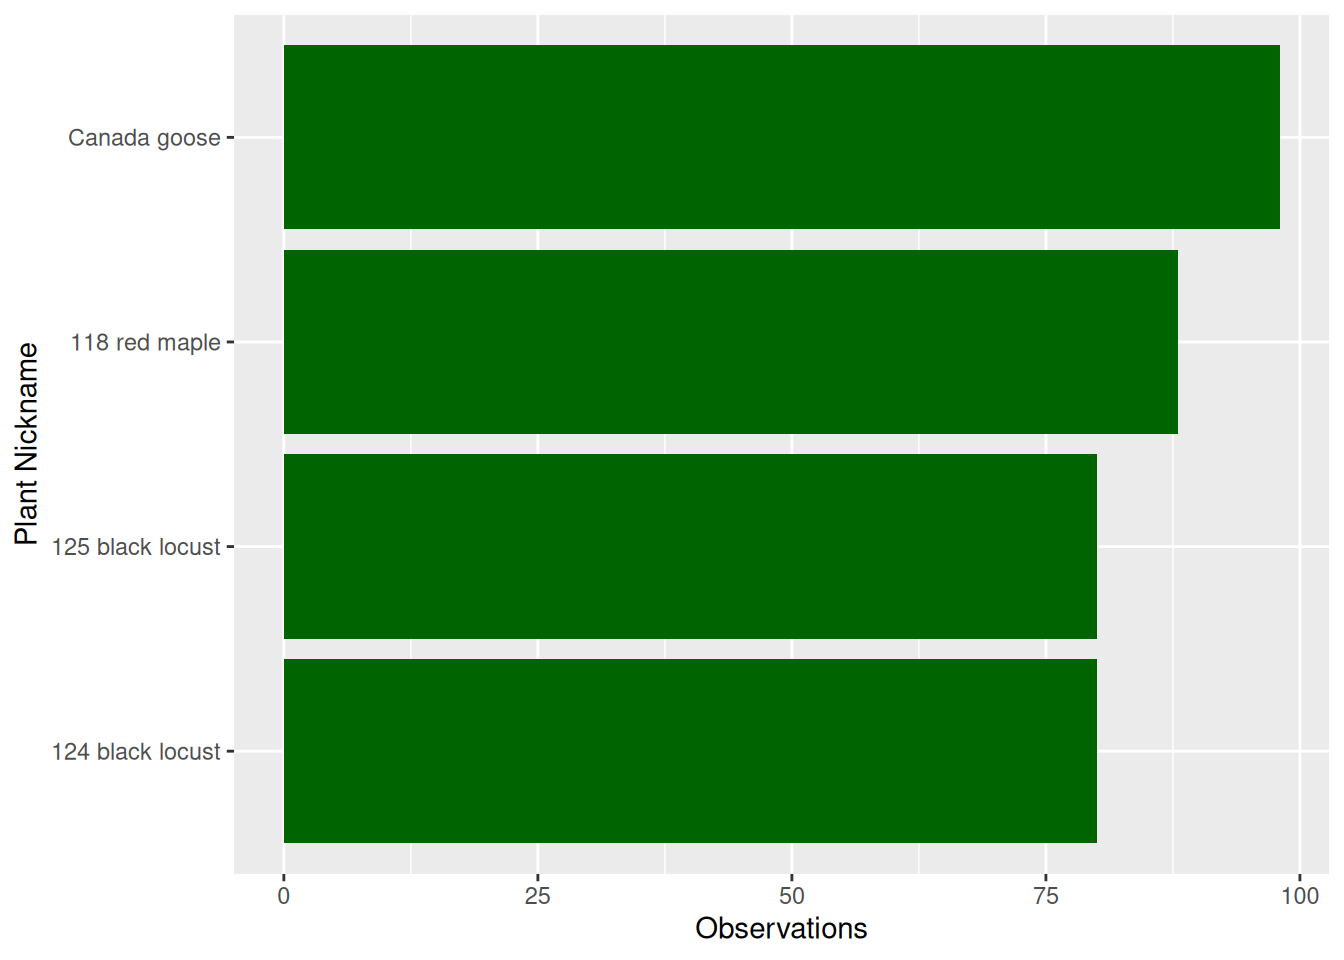 Plant Nickname
Canada goose
118 red maple
125 black locust
124 black locust
0 25 50 75 100
Observations